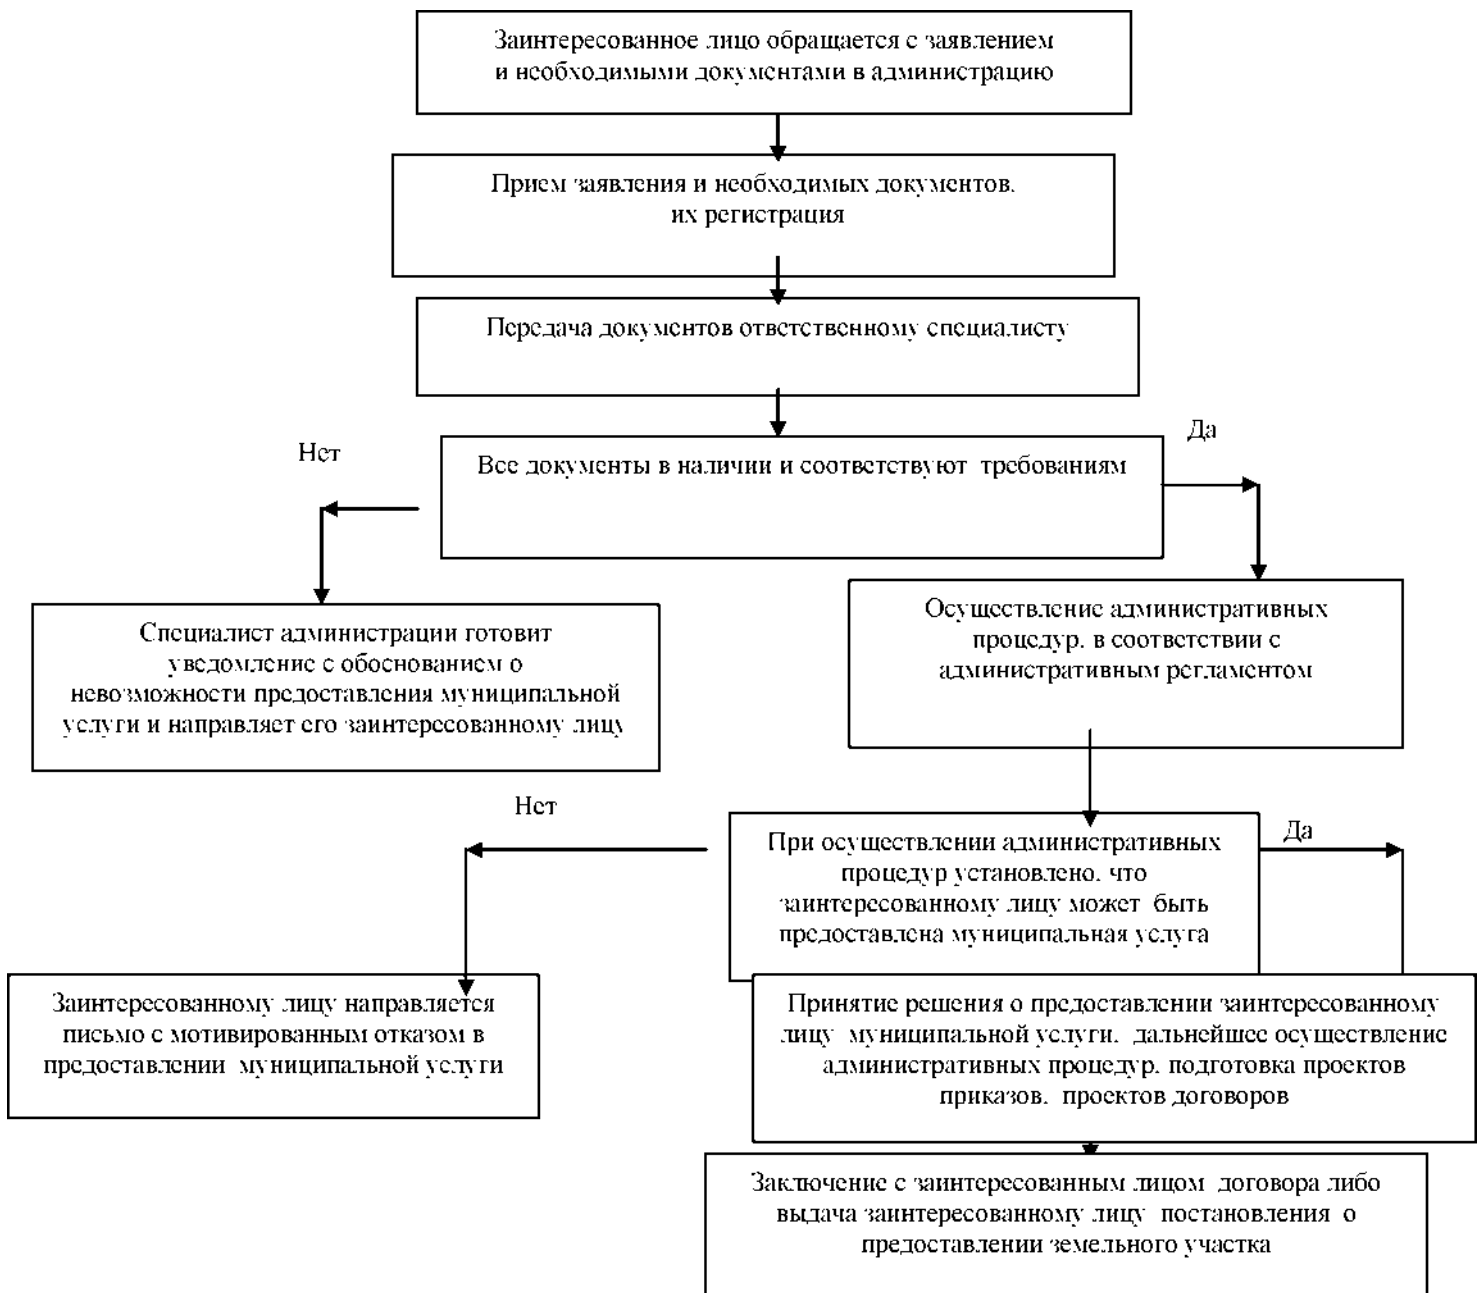 Заинтересованное лицо обращается с заявлением
и необходимыми документами в администрацию
Прием заявления и необходимых документов,
их регистрация
Передача документов ответственному специалисту
Нет
Да
Все документы в наличии и соответствуют требованиям
Специалист администрации готовит
уведомление с обоснованием о
невозможности предоставления муниципальной
услуги и направляет его заинтересованному лицу
Осуществление административных
процедур, в соответствии с
административным регламентом
Нет
Да
При осуществлении административных
процедур установлено, что
заинтересованному лицу может быть
предоставлена муниципальная услуга
Заинтересованному лицу направляется
письмо с мотивированным отказом в
предоставлении муниципальной услуги
Принятие решения о предоставлении заинтересованному
лицу муниципальной услуги, дальнейшее осуществление
административных процедур, подготовка проектов
приказов, проектов договоров
Заключение с заинтересованным лицом договора либо
выдача заинтересованному лицу постановления о
предоставлении земельного участка